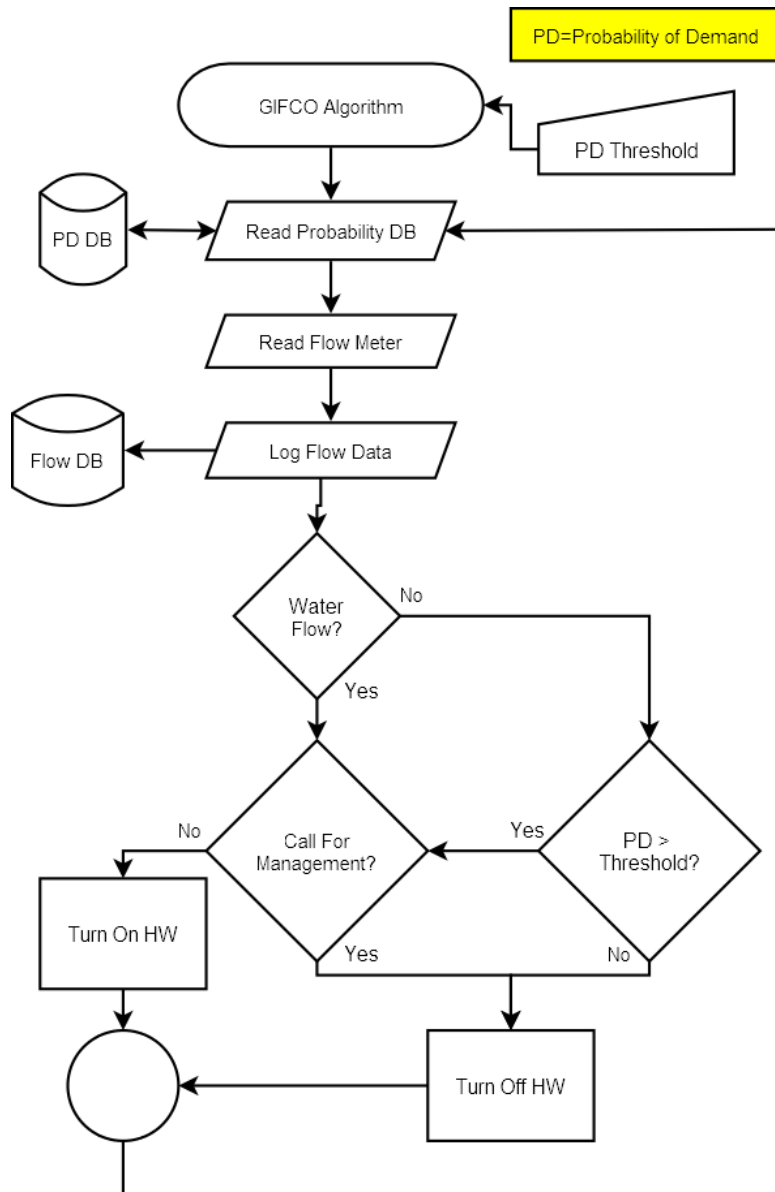 PD=Probability of Demand
GIFCO Algorithm
PD Threshold
PD DB
Read Probability DB
Read Flow Meter
Flow DB
Log Flow Data
Water
Flow?
No
Yes
Call For
Management?
No
Yes
PD >
Threshold?
Yes
No
Turn On HW
Turn Off HW